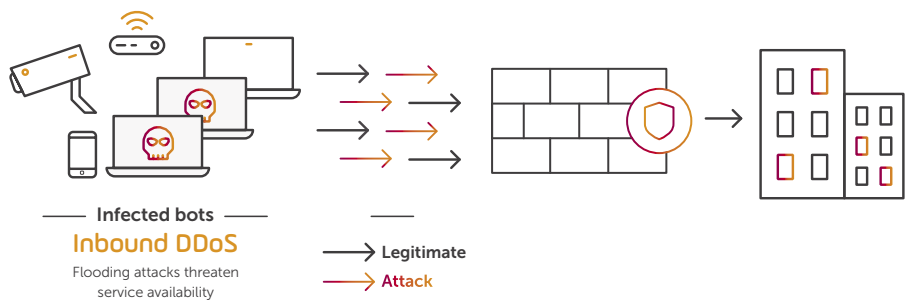 Infected bots
Inbound DDoS
Flooding attacks threaten
service availability
Legitimate
Attack